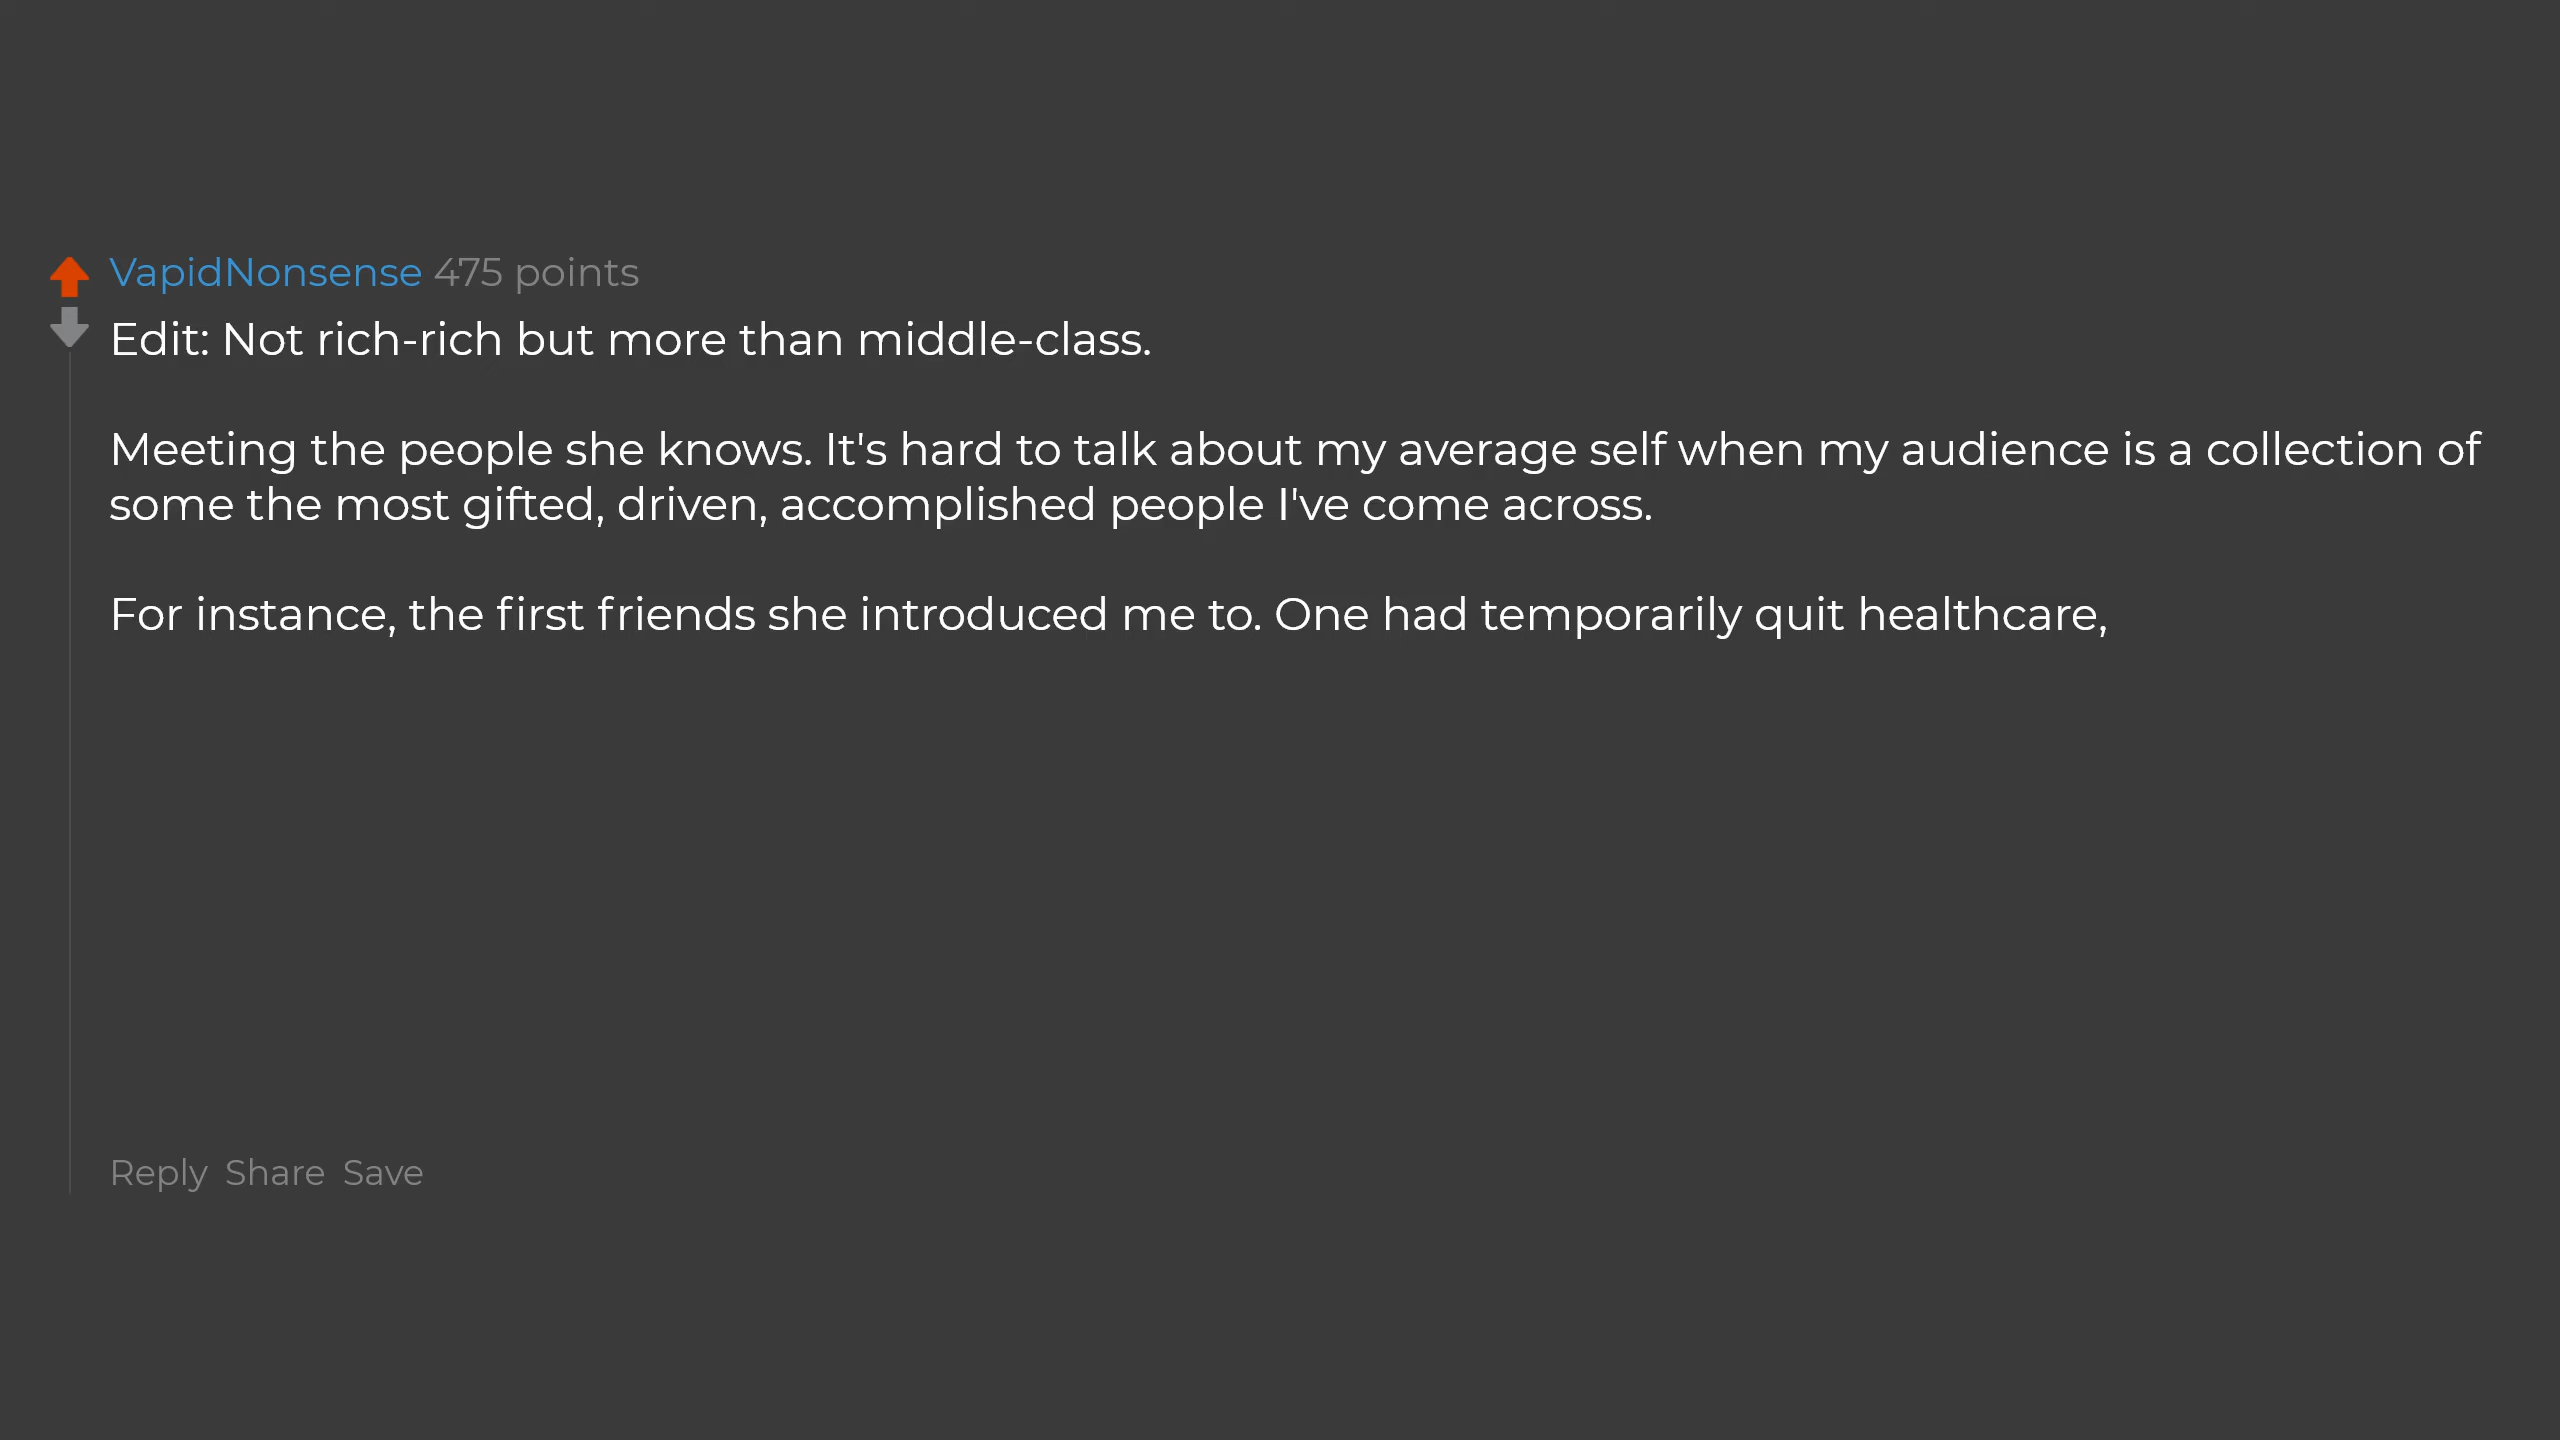 VapidNonsense 475 points
Edit: Not rich-rich but more than middle-class.
Meeting the people she knows. It's hard to talk about my average self when my audience is a collection of
some the most gifted, driven, accomplished people I've come across.
For instance, the first friends she introduced me to. One had temporarily quit healthcare,
Reply Share Save